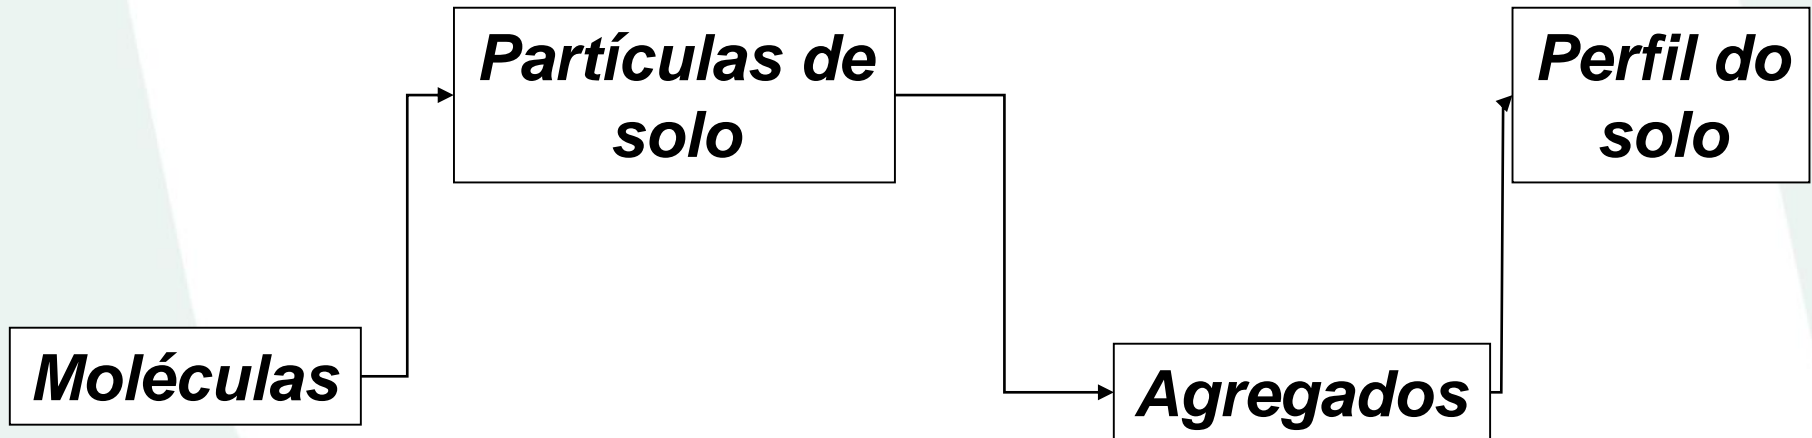 Moléculas
Partículas de
solo
Agregados
Perfil do
solo